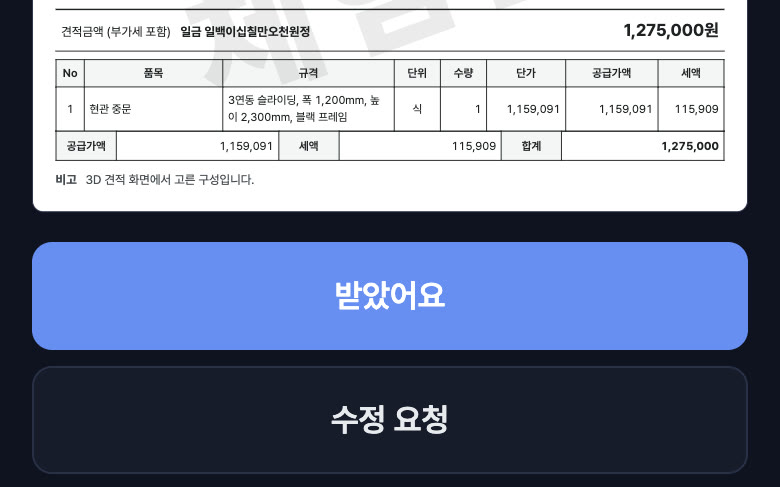 체험
견적금액 (부가세 포함) 일금 일백이십칠만오천원정 1,275,000원
No 품목 규격 단위 수량 단가 공급가액 세액
1 현관 중문 3연동 슬라이딩, 폭 1,200mm, 높이 2,300mm, 블랙 프레임 식 1 1,159,091 1,159,091 115,909
공급가액 1,159,091 세액 115,909 합계 1,275,000
비고 3D 견적 화면에서 고른 구성입니다.
받았어요
수정 요청